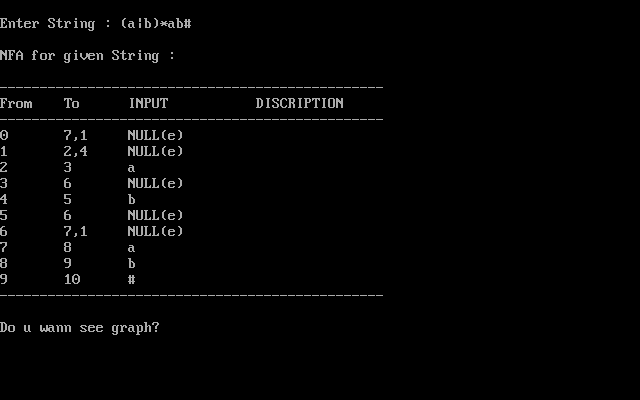 Enter String : (a|b)*ab#
NFA for given String :
------------------------------------------------
From To INPUT DISCRIPTION
------------------------------------------------
0 7,1 NULL(e)
1 2,4 NULL(e)
2 3 a
3 6 NULL(e)
4 5 b
5 6 NULL(e)
6 7,1 NULL(e)
7 8 a
8 9 b
9 10 #
------------------------------------------------
Do u wann see graph?